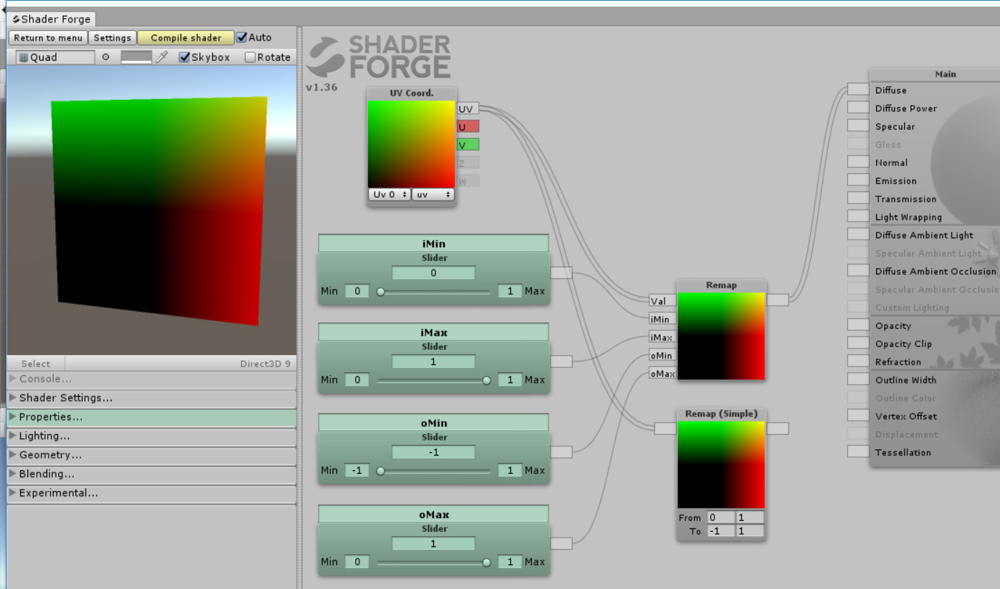 Shader Forge
Return to menu Settings Compile shader Auto
Quad Skybox Rotate
Select Direct3D 9
Console...
Shader Settings...
Properties...
Lighting...
Geometry...
Blending...
Experimental...
SHADER
FORGE
v1.36
UV Coord.
UV
U
V
Z
W
Uv 0 uv
iMin
Slider
0
Min 0 1 Max
iMax
Slider
1
Min 0 1 Max
oMin
Slider
-1
Min -1 1 Max
oMax
Slider
1
Min 0 1 Max
Remap
Val
iMin
iMax
oMin
oMax
Remap (Simple)
From 0 1
To -1 1
Main
Diffuse
Diffuse Power
Specular
Gloss
Normal
Emission
Transmission
Light Wrapping
Diffuse Ambient Light
Specular Ambient Light
Diffuse Ambient Occlusion
Specular Ambient Occlusio
Custom Lighting
Opacity
Opacity Clip
Refraction
Outline Width
Outline Color
Vertex Offset
Displacement
Tessellation